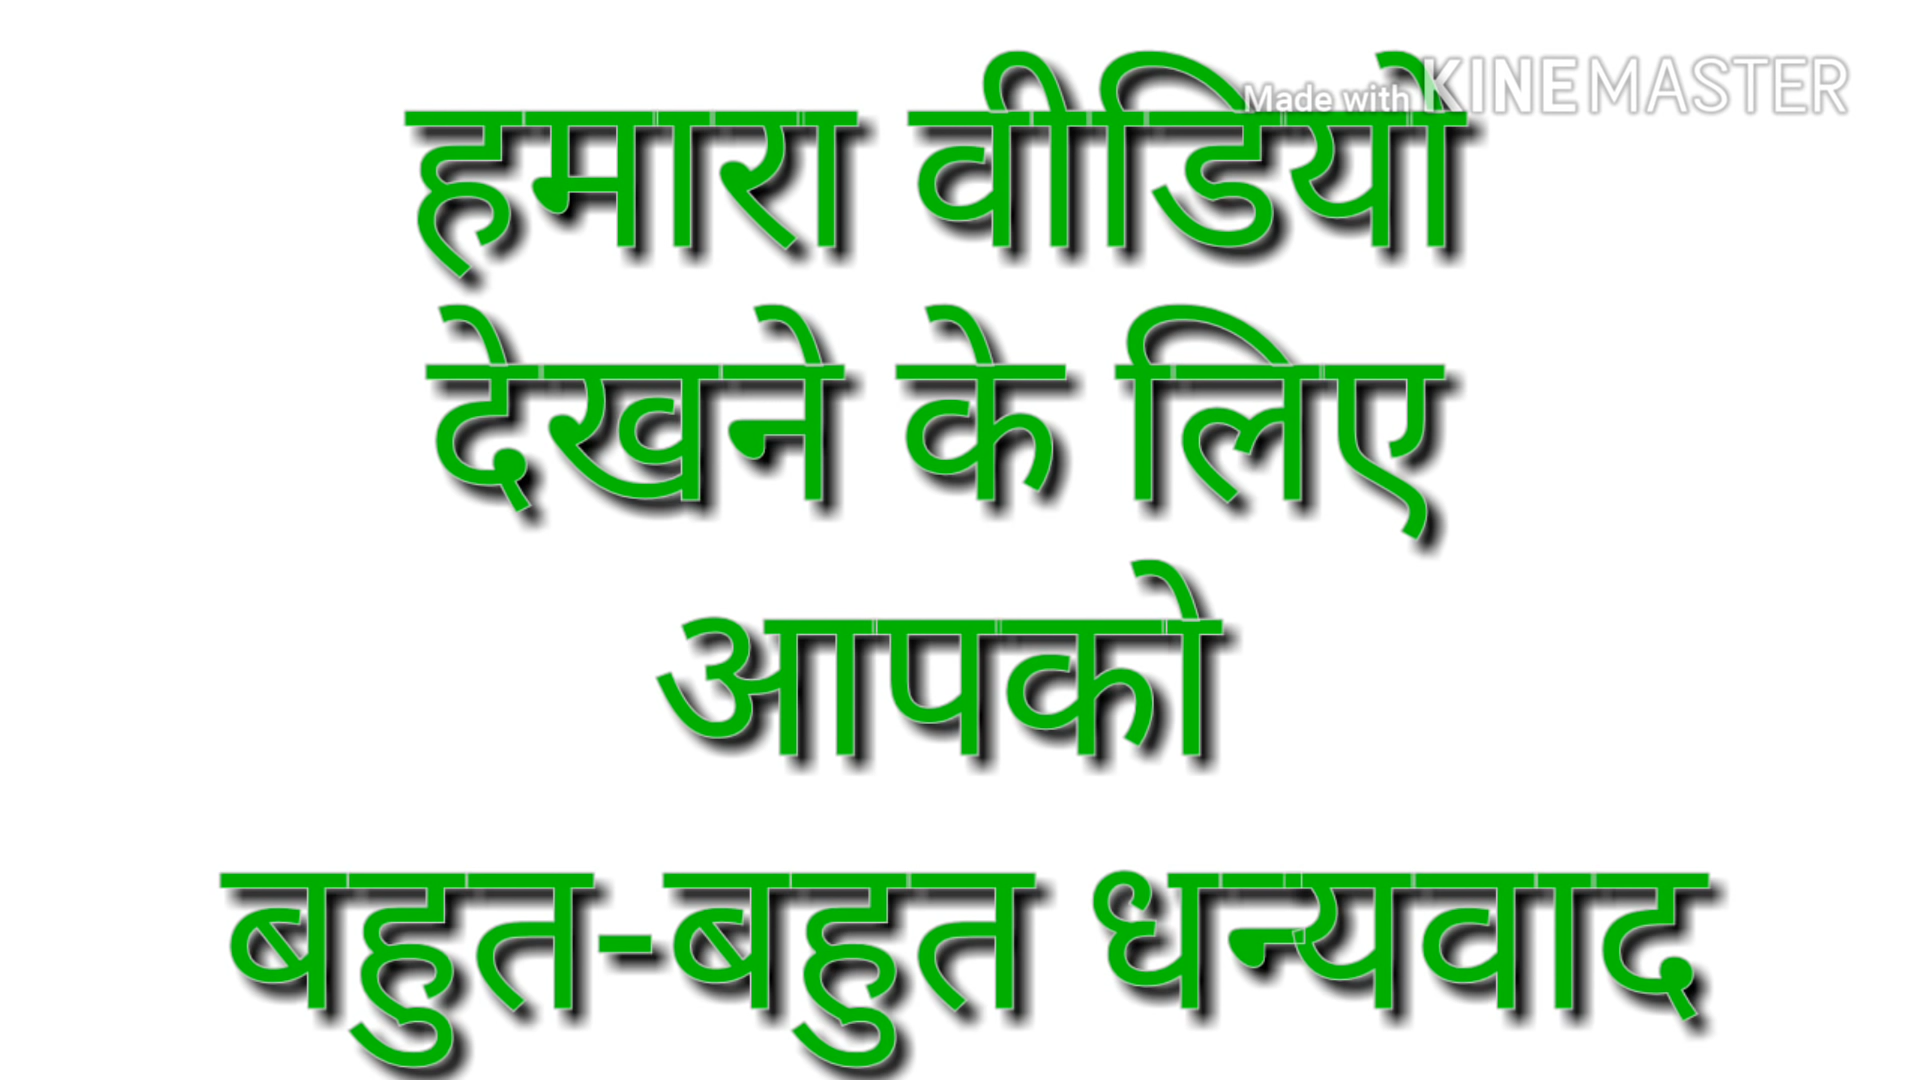 Made with KINEMASTER
हमारा वीडियो
देखने के लिए
आपको
बहुत-बहुत धन्यवाद